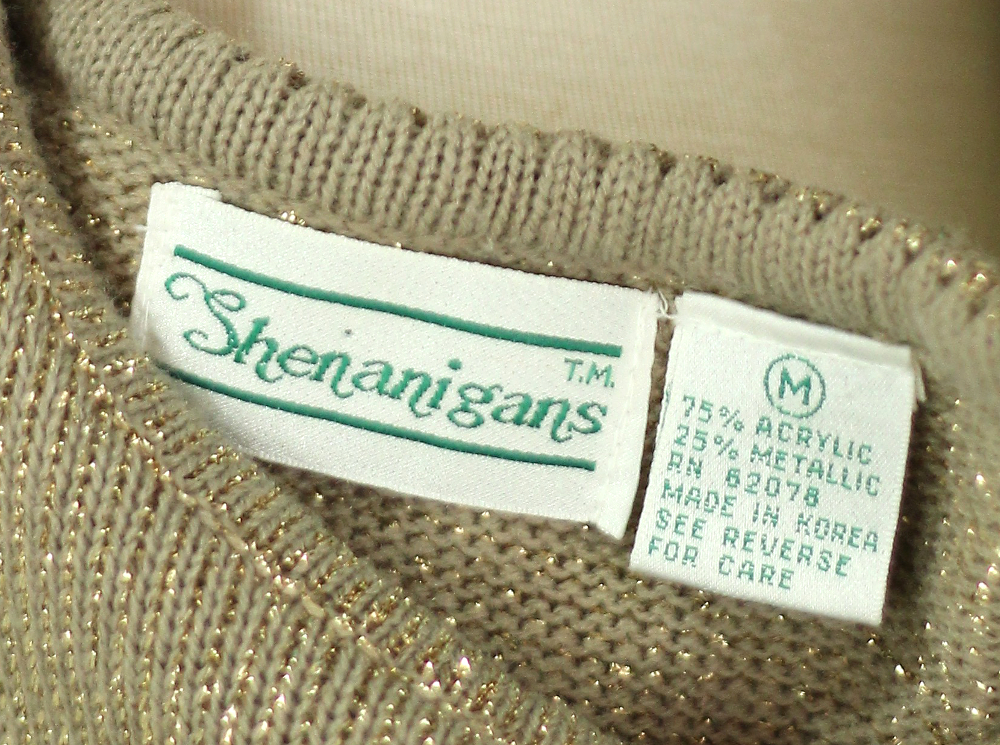 Shenanigans T.M.
M
75% ACRYLIC
25% METALLIC
RN 62078
MADE IN KOREA
SEE REVERSE
FOR CARE